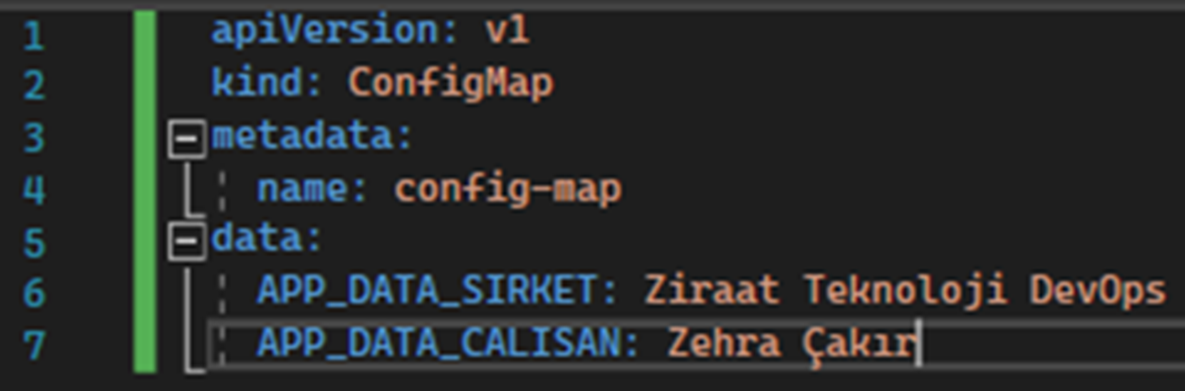 1 apiVersion: v1
2 kind: ConfigMap
3 metadata:
4 name: config-map
5 data:
6 APP_DATA_SIRKET: Ziraat Teknoloji DevOps
7 APP_DATA_CALISAN: Zehra Çakır